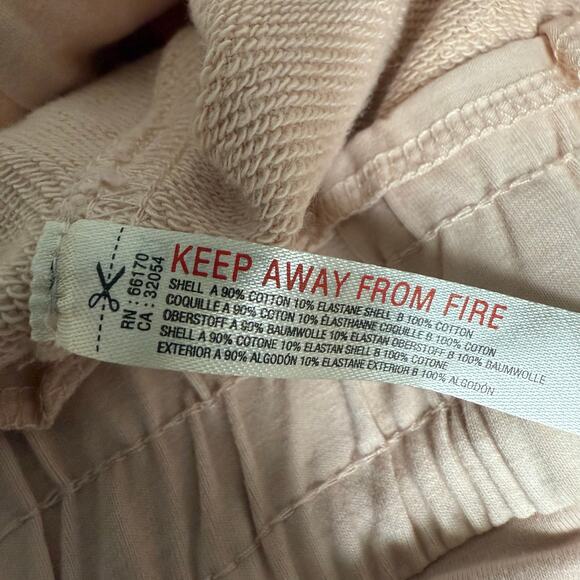 RN : 66170
CA : 32054
KEEP AWAY FROM FIRE
SHELL A 90% COTTON 10% ELASTANE SHELL B 100% COTTON
COQUILLE A 90% COTON 10% ÉLASTHANNE COQUILLE B 100% COTON
OBERSTOFF A 90% BAUMWOLLE 10% ELASTAN OBERSTOFF B 100% BAUMWOLLE
SHELL A 90% COTONE 10% ELASTAN SHELL B 100% COTONE
EXTERIOR A 90% ALGODÓN 10% ELASTANE EXTERIOR B 100% ALGODÓN